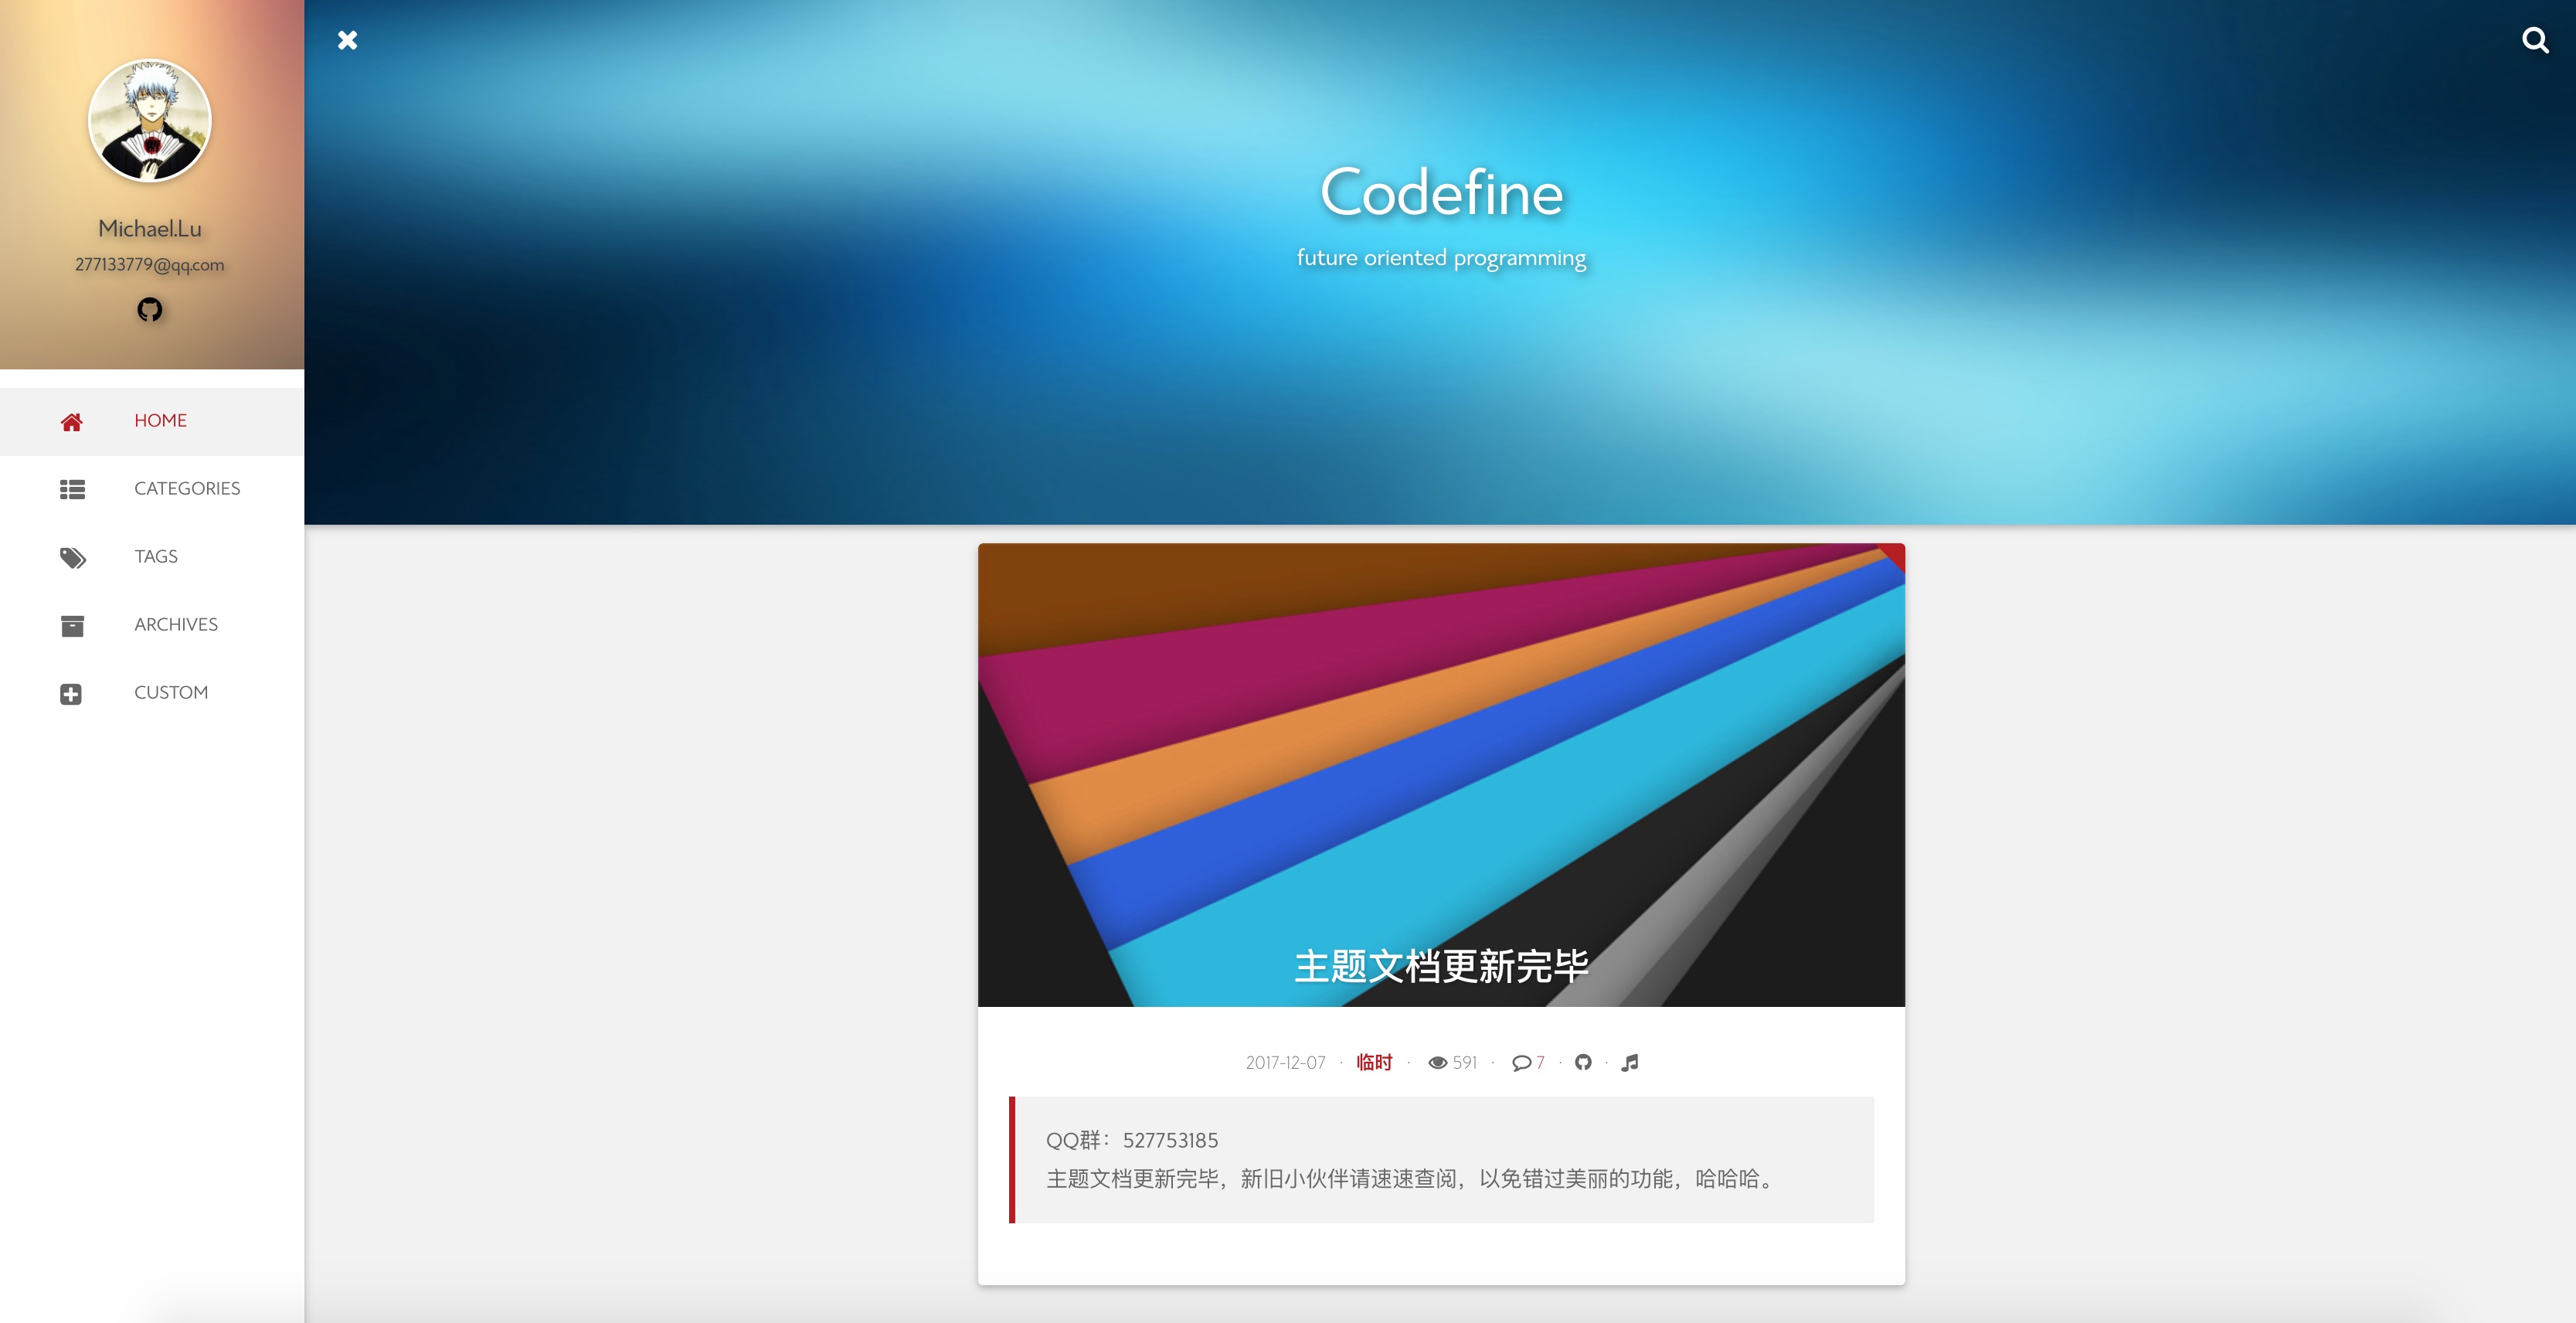 Michael.Lu
277133779@qq.com
HOME
CATEGORIES
TAGS
ARCHIVES
CUSTOM
Codefine
future oriented programming
主题文档更新完毕
2017-12-07 · 临时 · 591 · 7 · ·
QQ群：527753185
主题文档更新完毕，新旧小伙伴请速速查阅，以免错过美丽的功能，哈哈哈。